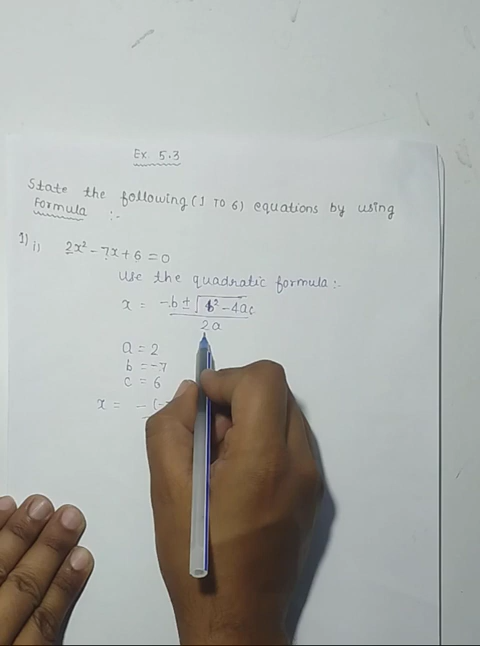 Ex. 5.3
State the following (1 TO 6) equations by using
Formula :-
1) i) 2x² - 7x + 6 = 0
Use the quadratic formula :-
x = -b ± √b² - 4ac
2a
a = 2
b = -7
c = 6
x = -(-7